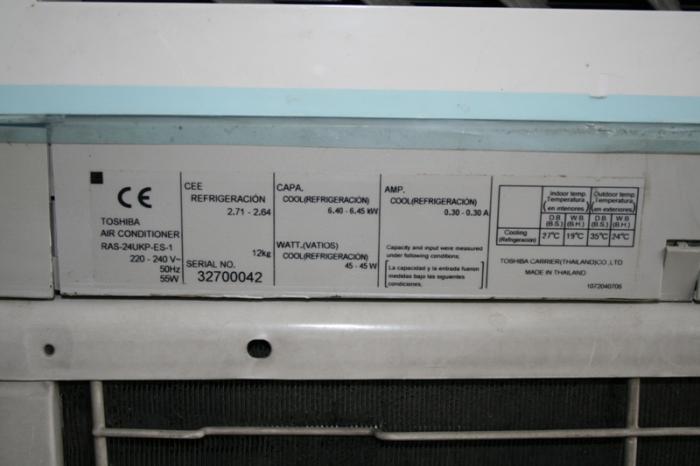 CE
TOSHIBA
AIR CONDITIONER
RAS-24UKP-ES-1
220 - 240 V~
50Hz
55W
CEE
REFRIGERACIÓN
2.71 - 2.64
12kg
SERIAL NO.
32700042
CAPA.
COOL(REFRIGERACIÓN)
6.40 - 6.45 kW
WATT.(VATIOS)
COOL(REFRIGERACIÓN)
45 - 45 W
AMP.
COOL(REFRIGERACIÓN)
0.30 - 0.30 A
Capacity and input were measured
under following conditions.
La capacidad y la entrada fueron
medidas bajo las siguientes
condiciones.
Indoor temp. Outdoor temp.
Temperatura Temperatura
(en interiores) (en exteriores)
D.B. W.B. D.B. W.B.
(B.S.) (B.H.) (B.S.) (B.H.)
Cooling 27°C 19°C 35°C 24°C
(Refrigeración)
TOSHIBA CARRIER(THAILAND)CO.,LTD
MADE IN THAILAND
1072040706